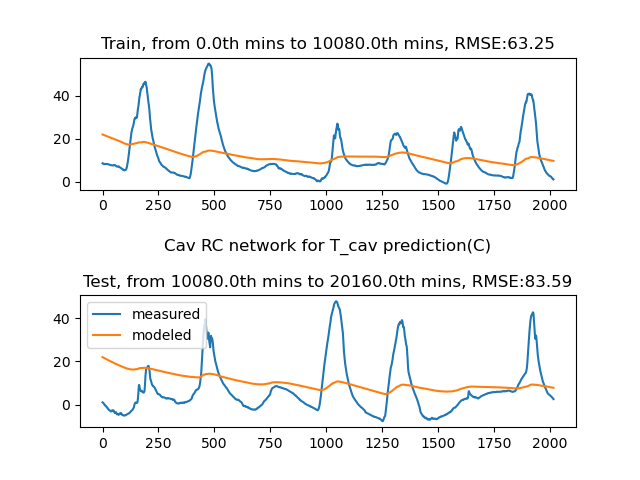 Train, from 0.0th mins to 10080.0th mins, RMSE:63.25
40
20
0
0 250 500 750 1000 1250 1500 1750 2000
Cav RC network for T_cav prediction(C)
Test, from 10080.0th mins to 20160.0th mins, RMSE:83.59
measured
modeled
40
20
0
0 250 500 750 1000 1250 1500 1750 2000